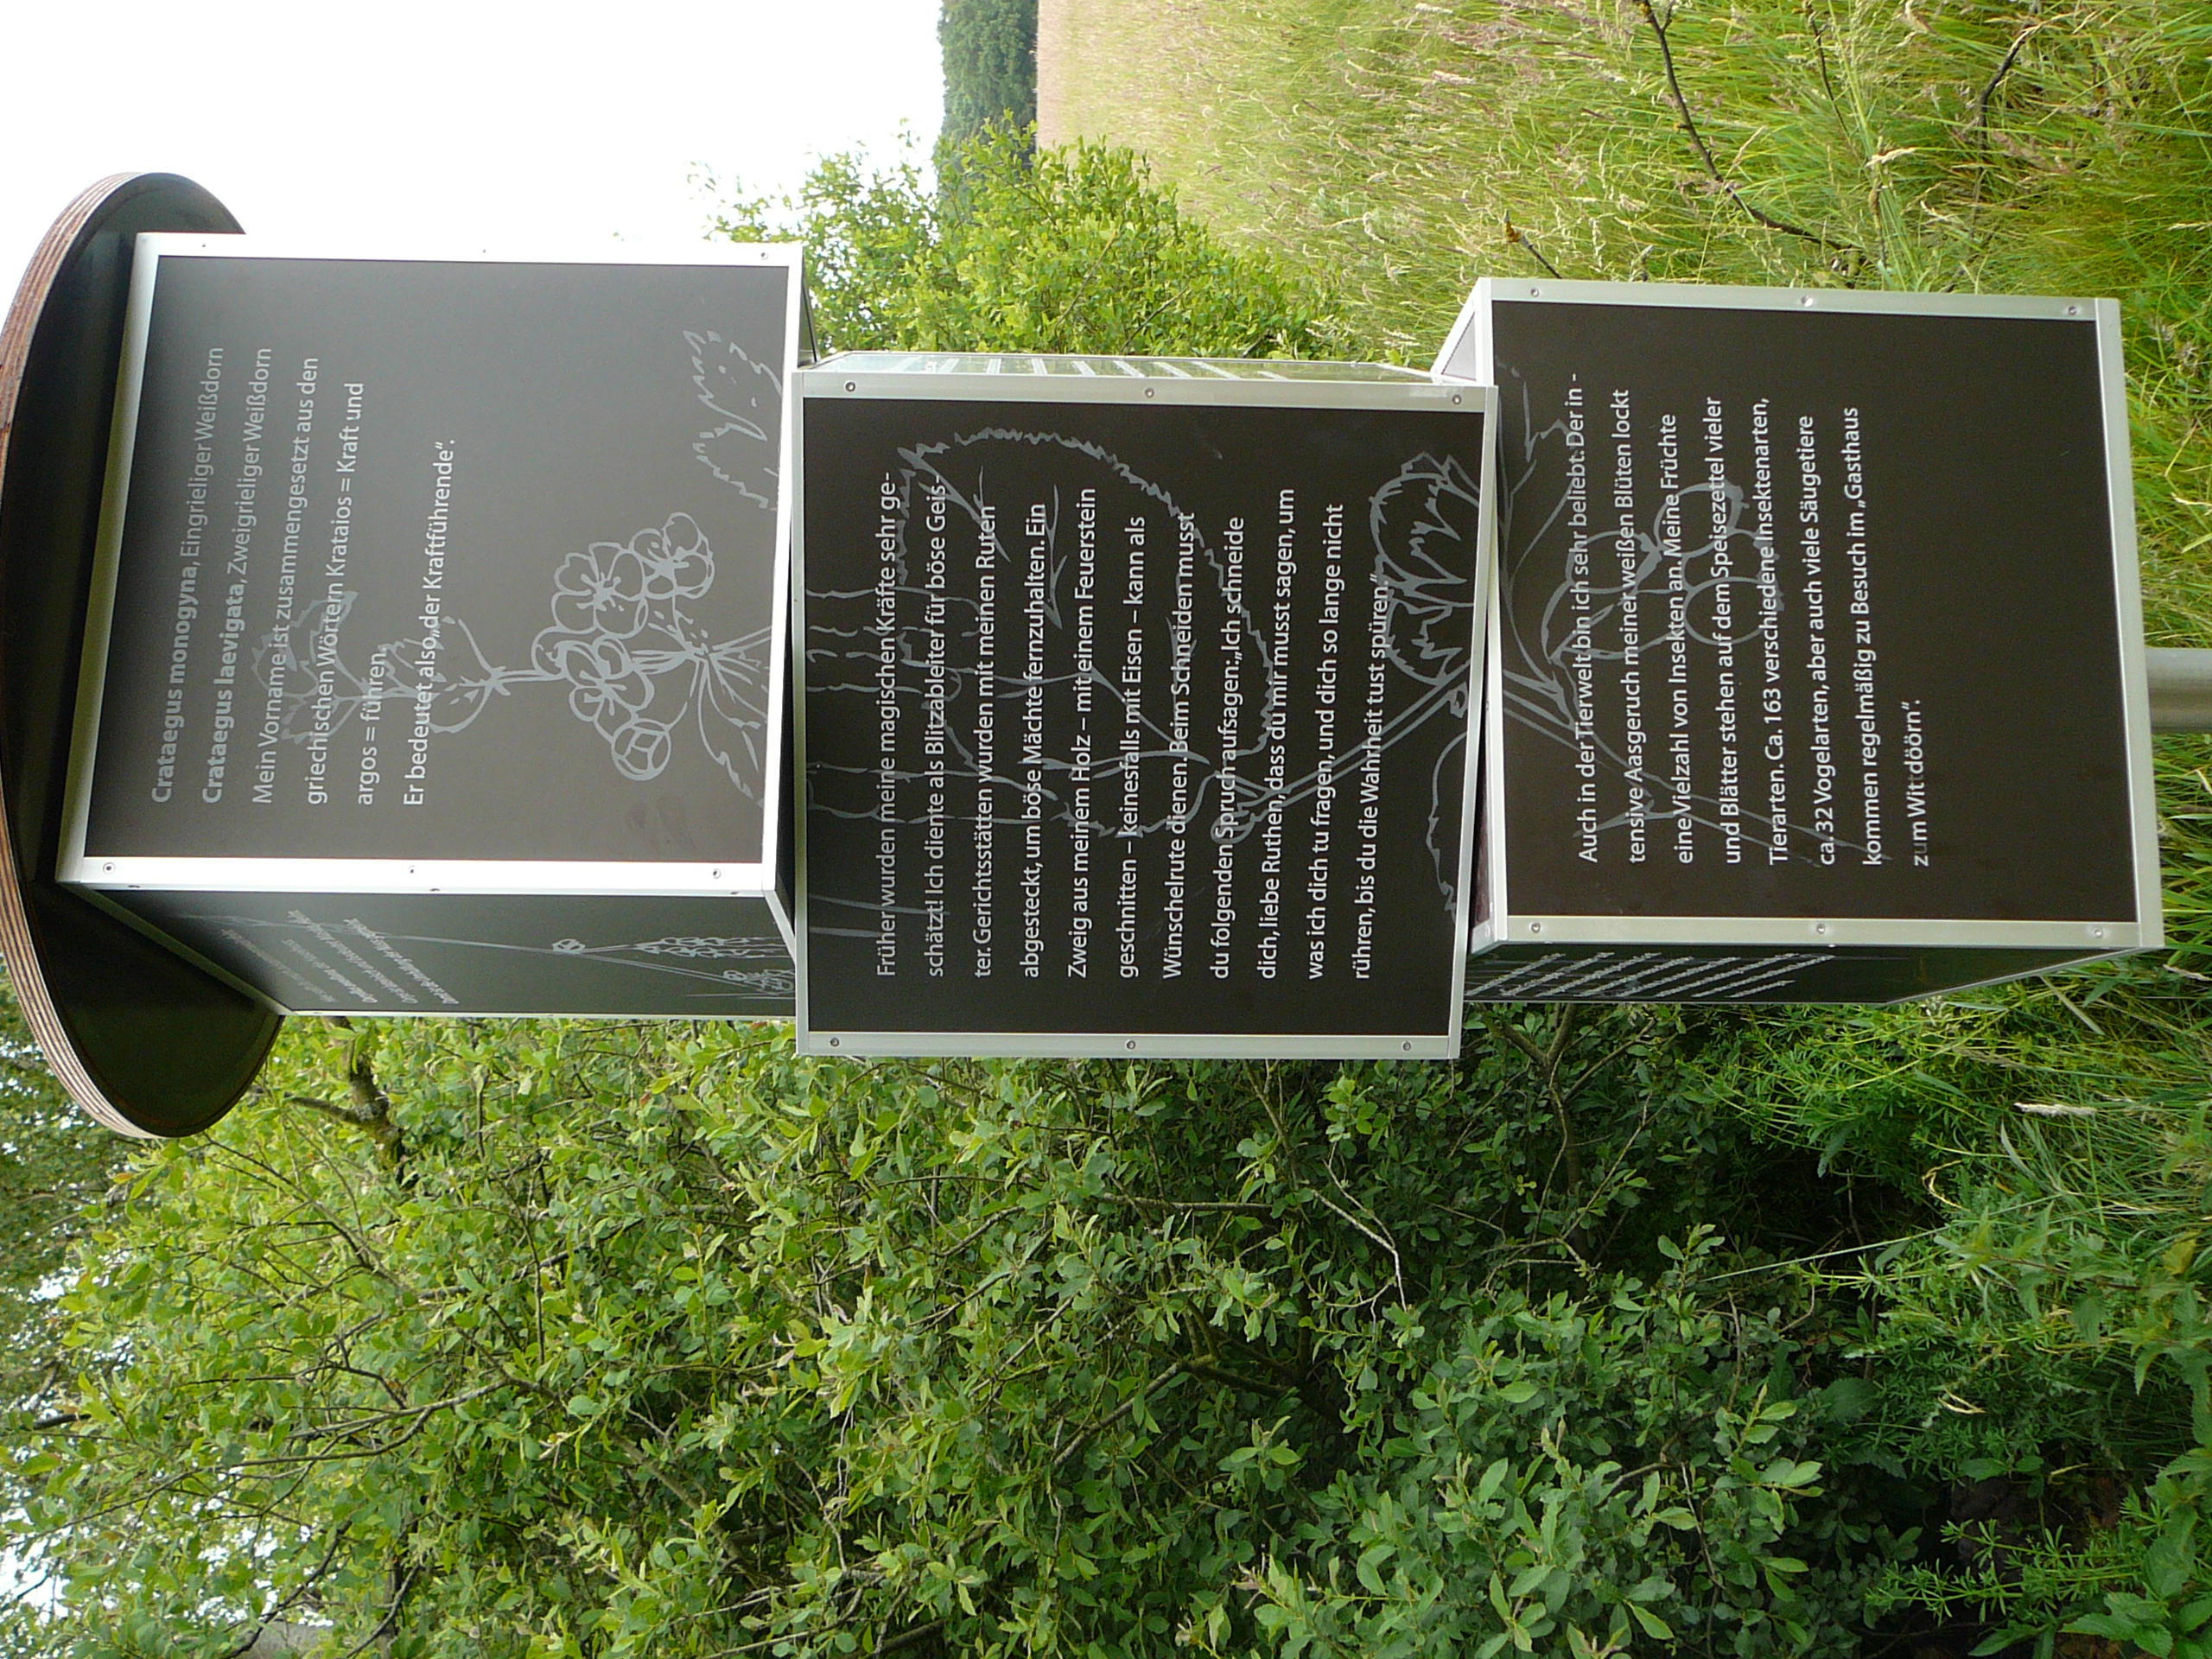 Crataegus monogyna, Eingrieliger Weißdorn
Crataegus laevigata, Zweigrieliger Weißdorn
Mein Vorname ist zusammengesetzt aus den
griechischen Wörtern Krataios = Kraft und
argos = führen.
Er bedeutet also „der Kraftführende“.
Früher wurden meine magischen Kräfte sehr ge-
schätzt! Ich diente als Blitzableiter für böse Geis-
ter. Gerichtsstätten wurden mit meinen Ruten
abgesteckt, um böse Mächte fernzuhalten. Ein
Zweig aus meinem Holz – mit einem Feuerstein
geschnitten – keinesfalls mit Eisen – kann als
Wünschelrute dienen. Beim Schneiden musst
du folgenden Spruch aufsagen: „Ich schneide
dich, liebe Ruthen, dass du mir musst sagen, um
was ich dich tu fragen, und dich so lange nicht
rühren, bis du die Wahrheit tust spüren.“
Auch in der Tierwelt bin ich sehr beliebt. Der in -
tensive Aasgeruch meiner weißen Blüten lockt
eine Vielzahl von Insekten an. Meine Früchte
und Blätter stehen auf dem Speisezettel vieler
Tierarten. Ca. 163 verschiedene Insektenarten,
ca. 32 Vogelarten, aber auch viele Säugetiere
kommen regelmäßig zu Besuch im „Gasthaus
zum Wittdöörn“.